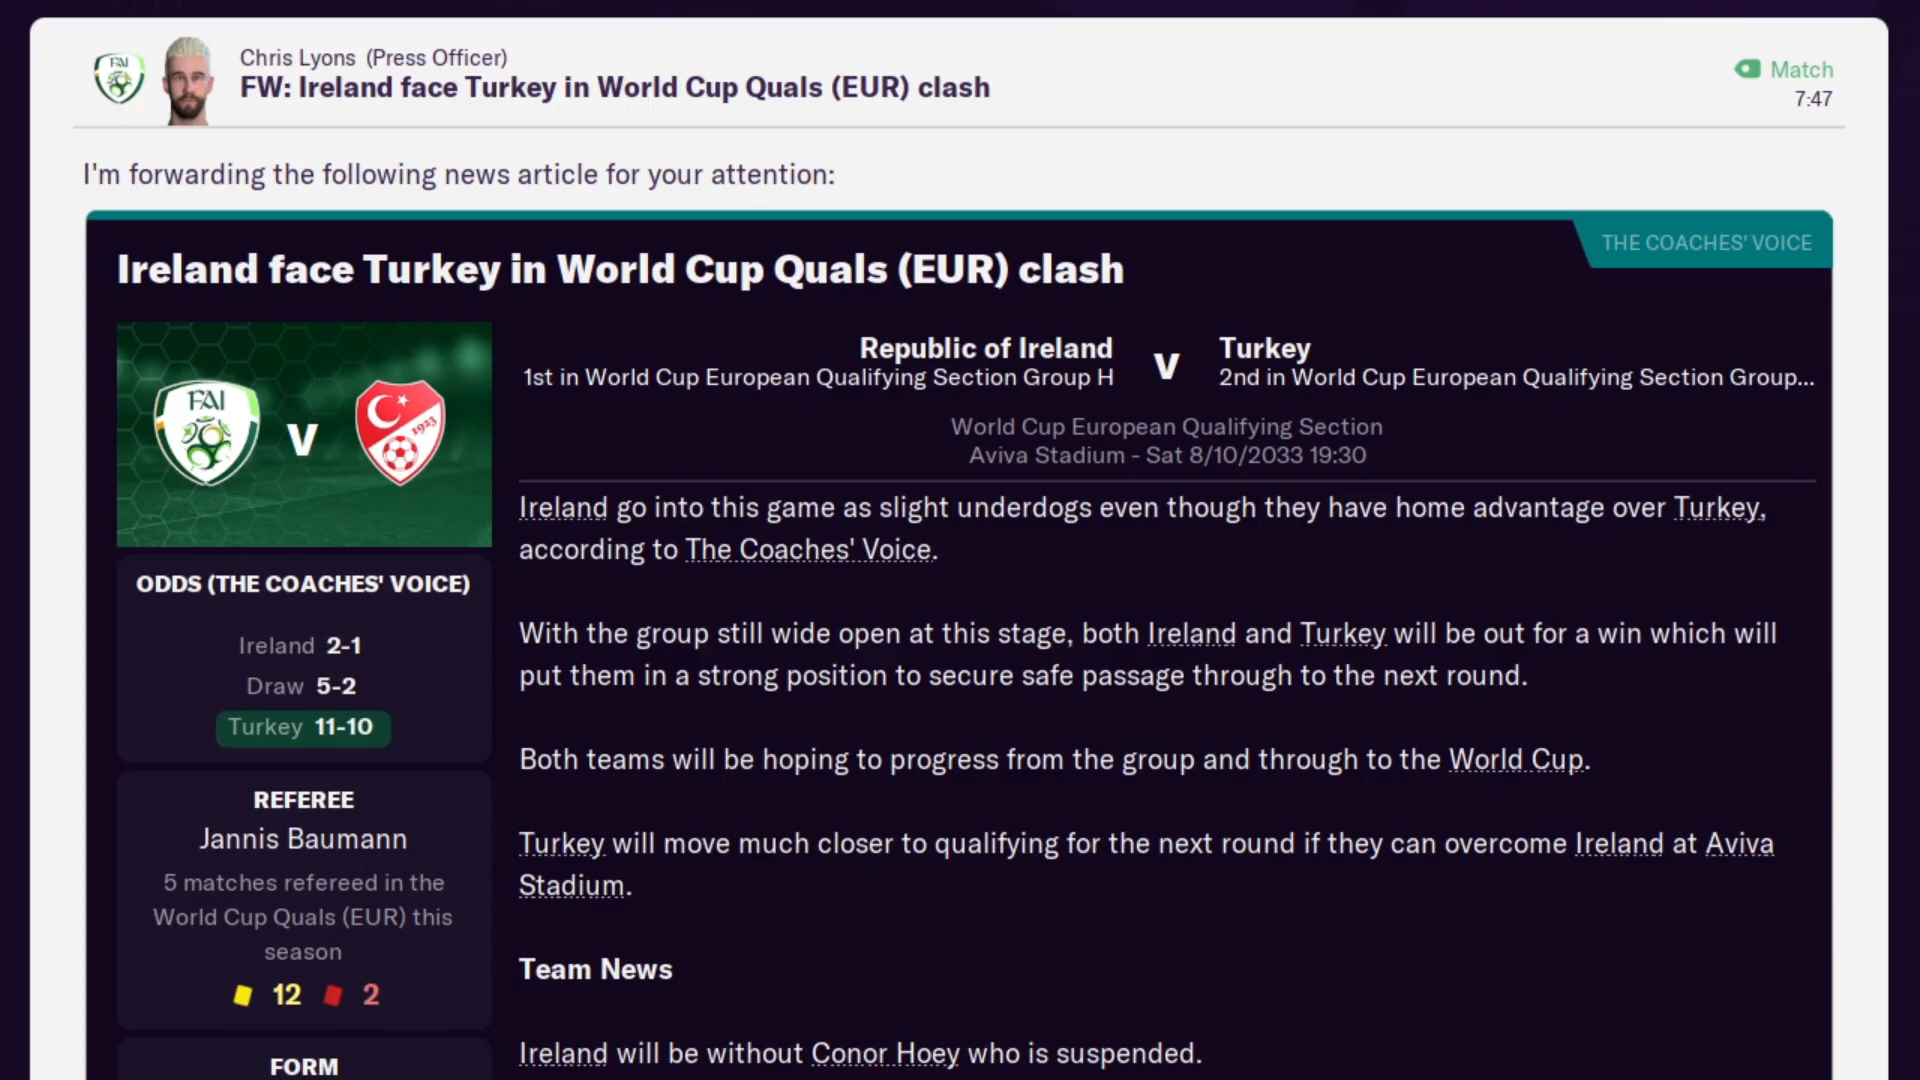 Chris Lyons (Press Officer)
FW: Ireland face Turkey in World Cup Quals (EUR) clash
Match
7:47
I'm forwarding the following news article for your attention:
THE COACHES' VOICE
Ireland face Turkey in World Cup Quals (EUR) clash
FAI
V
1923
Republic of Ireland
1st in World Cup European Qualifying Section Group H
V
Turkey
2nd in World Cup European Qualifying Section Group...
World Cup European Qualifying Section
Aviva Stadium - Sat 8/10/2033 19:30
ODDS (THE COACHES' VOICE)
Ireland 2-1
Draw 5-2
Turkey 11-10
REFEREE
Jannis Baumann
5 matches refereed in the
World Cup Quals (EUR) this
season
12 2
FORM
Ireland go into this game as slight underdogs even though they have home advantage over Turkey,
according to The Coaches' Voice.
With the group still wide open at this stage, both Ireland and Turkey will be out for a win which will
put them in a strong position to secure safe passage through to the next round.
Both teams will be hoping to progress from the group and through to the World Cup.
Turkey will move much closer to qualifying for the next round if they can overcome Ireland at Aviva
Stadium.
Team News
Ireland will be without Conor Hoey who is suspended.